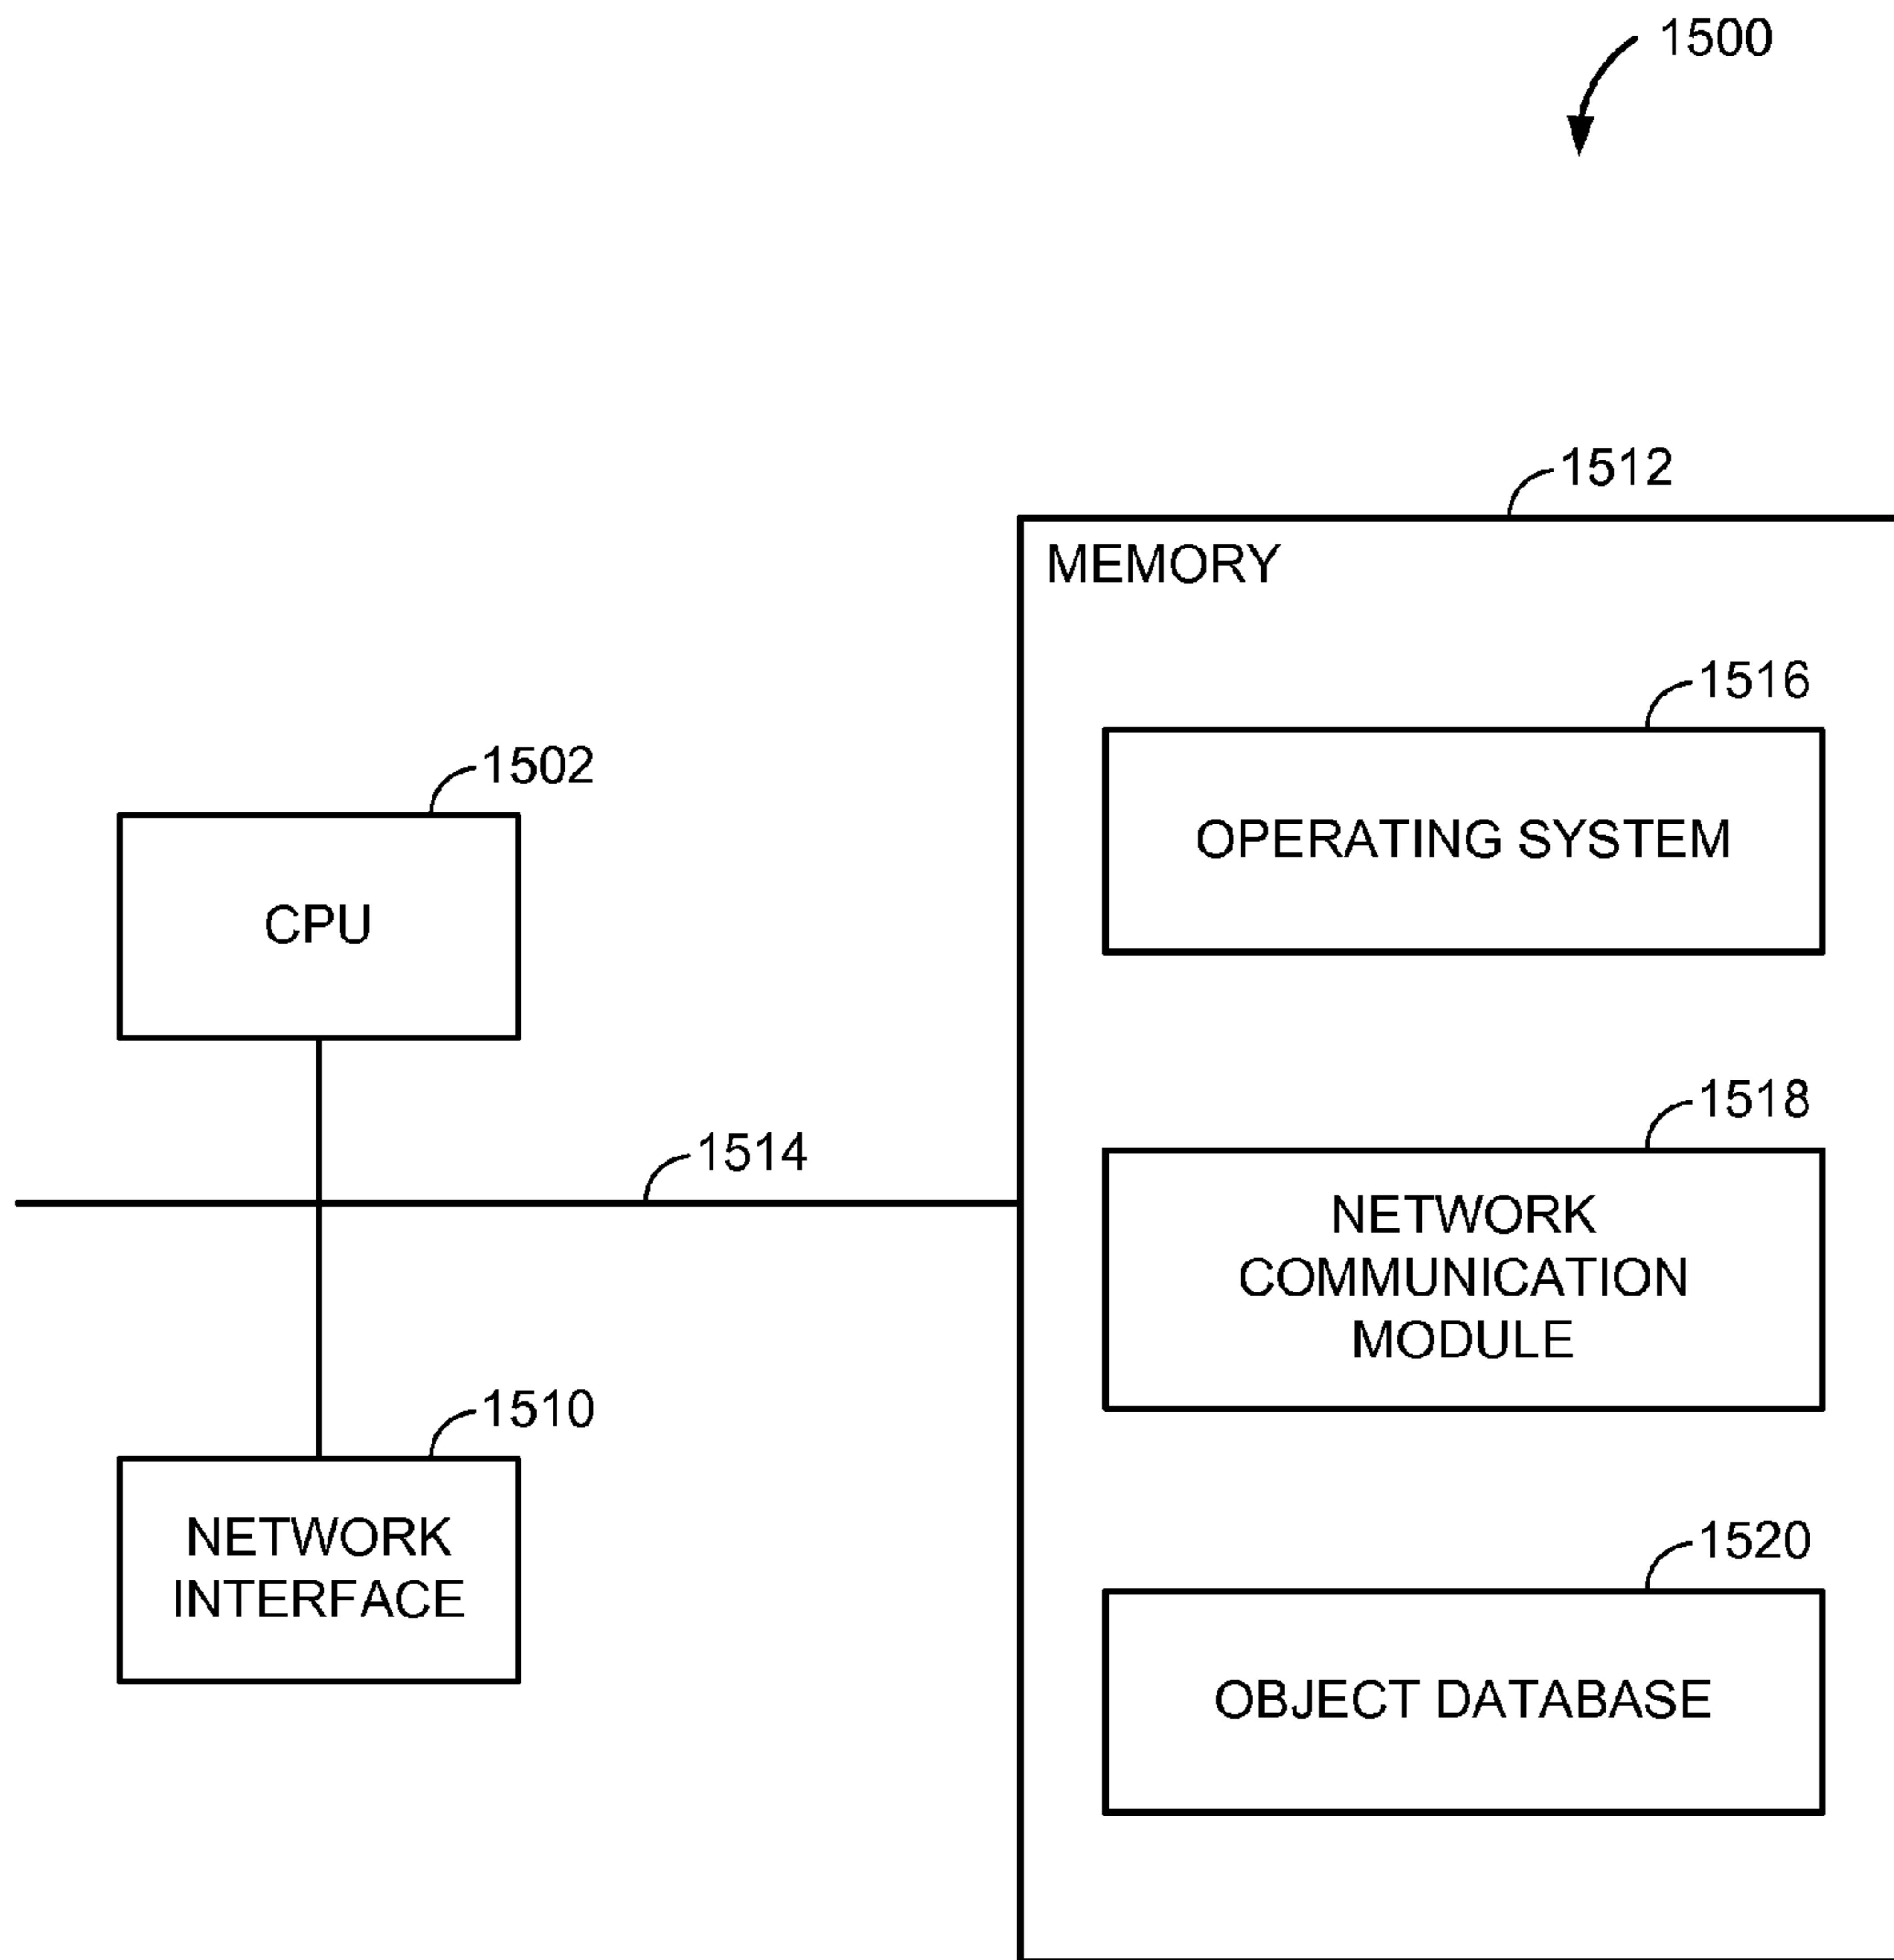 1500
1512
MEMORY
1516
OPERATING SYSTEM
1502
CPU
1518
NETWORK
COMMUNICATION
MODULE
1514
1510
NETWORK
INTERFACE
1520
OBJECT DATABASE